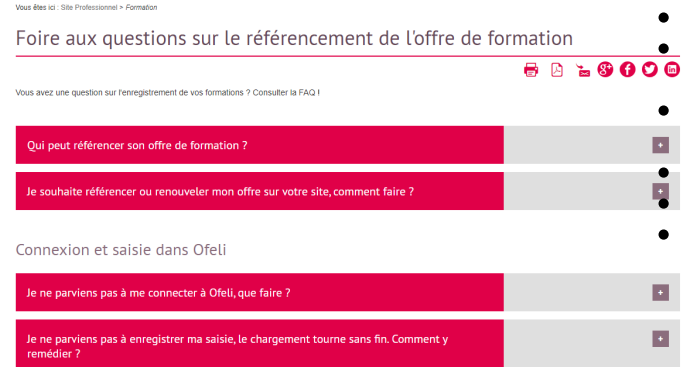 Vous êtes ici : Site Professionnel > Formation
Foire aux questions sur le référencement de l'offre de formation
Vous avez une question sur l'enregistrement de vos formations ? Consulter la FAQ !
Qui peut référencer son offre de formation ?
Je souhaite référencer ou renouveler mon offre sur votre site, comment faire ?
Connexion et saisie dans Ofeli
Je ne parviens pas à me connecter à Ofeli, que faire ?
Je ne parviens pas à enregistrer ma saisie, le chargement tourne sans fin. Comment y
remédier ?